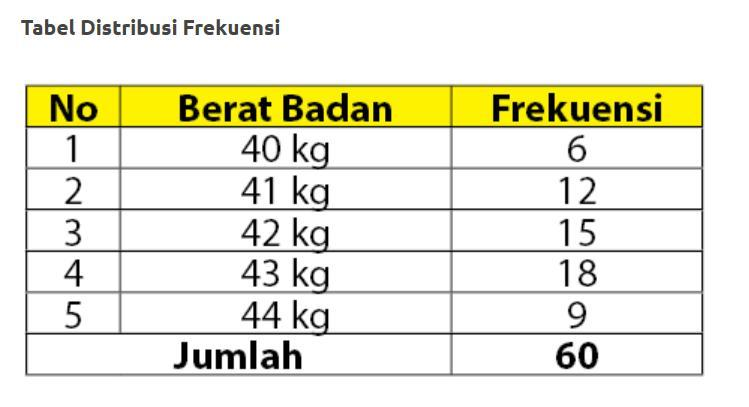 Tabel Distribusi Frekuensi
No Berat Badan Frekuensi
1 40 kg 6
2 41 kg 12
3 42 kg 15
4 43 kg 18
5 44 kg 9
Jumlah 60